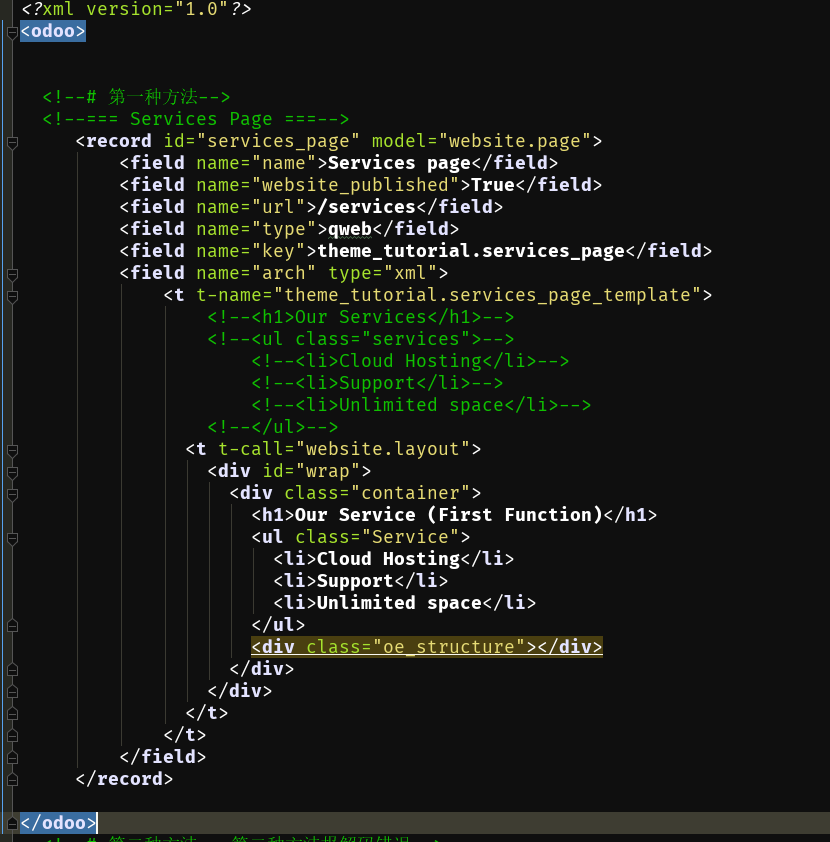 <?xml version="1.0"?>
<odoo>
<!--# 第一种方法-->
<!--=== Services Page ===-->
<record id="services_page" model="website.page">
<field name="name">Services page</field>
<field name="website_published">True</field>
<field name="url">/services</field>
<field name="type">qweb</field>
<field name="key">theme_tutorial.services_page</field>
<field name="arch" type="xml">
<t t-name="theme_tutorial.services_page_template">
<!--<h1>Our Services</h1>-->
<!--<ul class="services">-->
<!--<li>Cloud Hosting</li>-->
<!--<li>Support</li>-->
<!--<li>Unlimited space</li>-->
<!--</ul>-->
<t t-call="website.layout">
<div id="wrap">
<div class="container">
<h1>Our Service (First Function)</h1>
<ul class="Service">
<li>Cloud Hosting</li>
<li>Support</li>
<li>Unlimited space</li>
</ul>
<div class="oe_structure"></div>
</div>
</div>
</t>
</t>
</field>
</record>
</odoo>